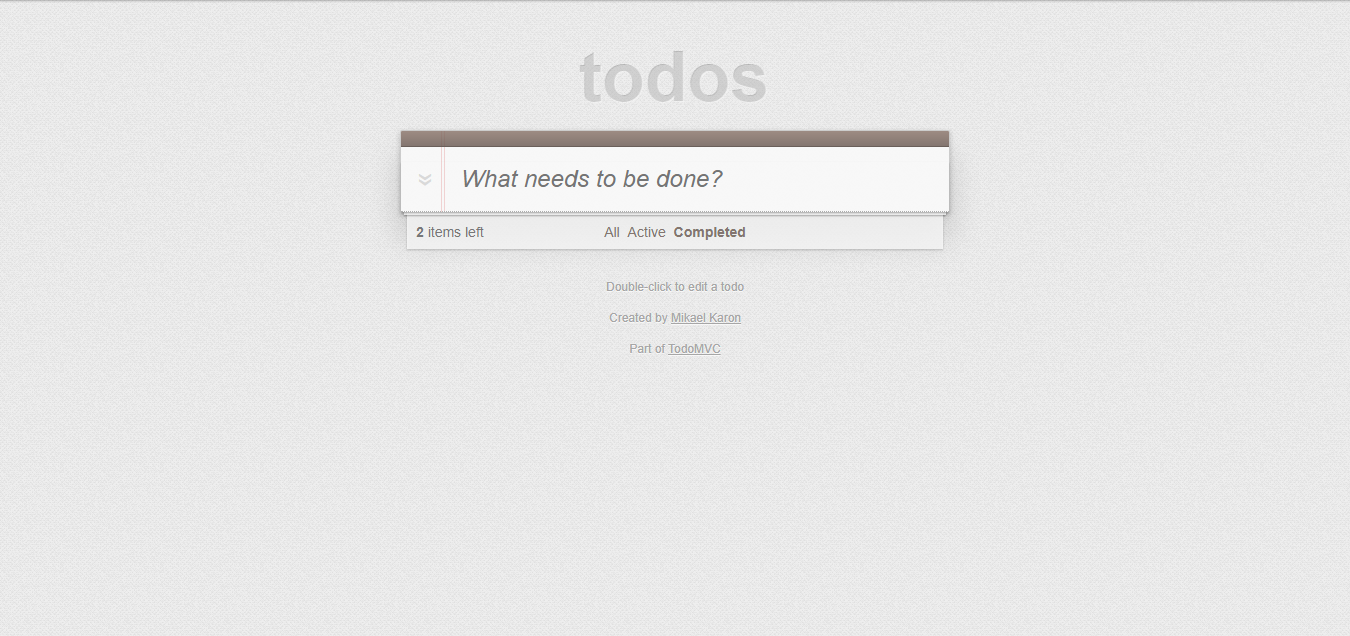 todos
What needs to be done?
2 items left All Active Completed
Double-click to edit a todo
Created by Mikael Karon
Part of TodoMVC